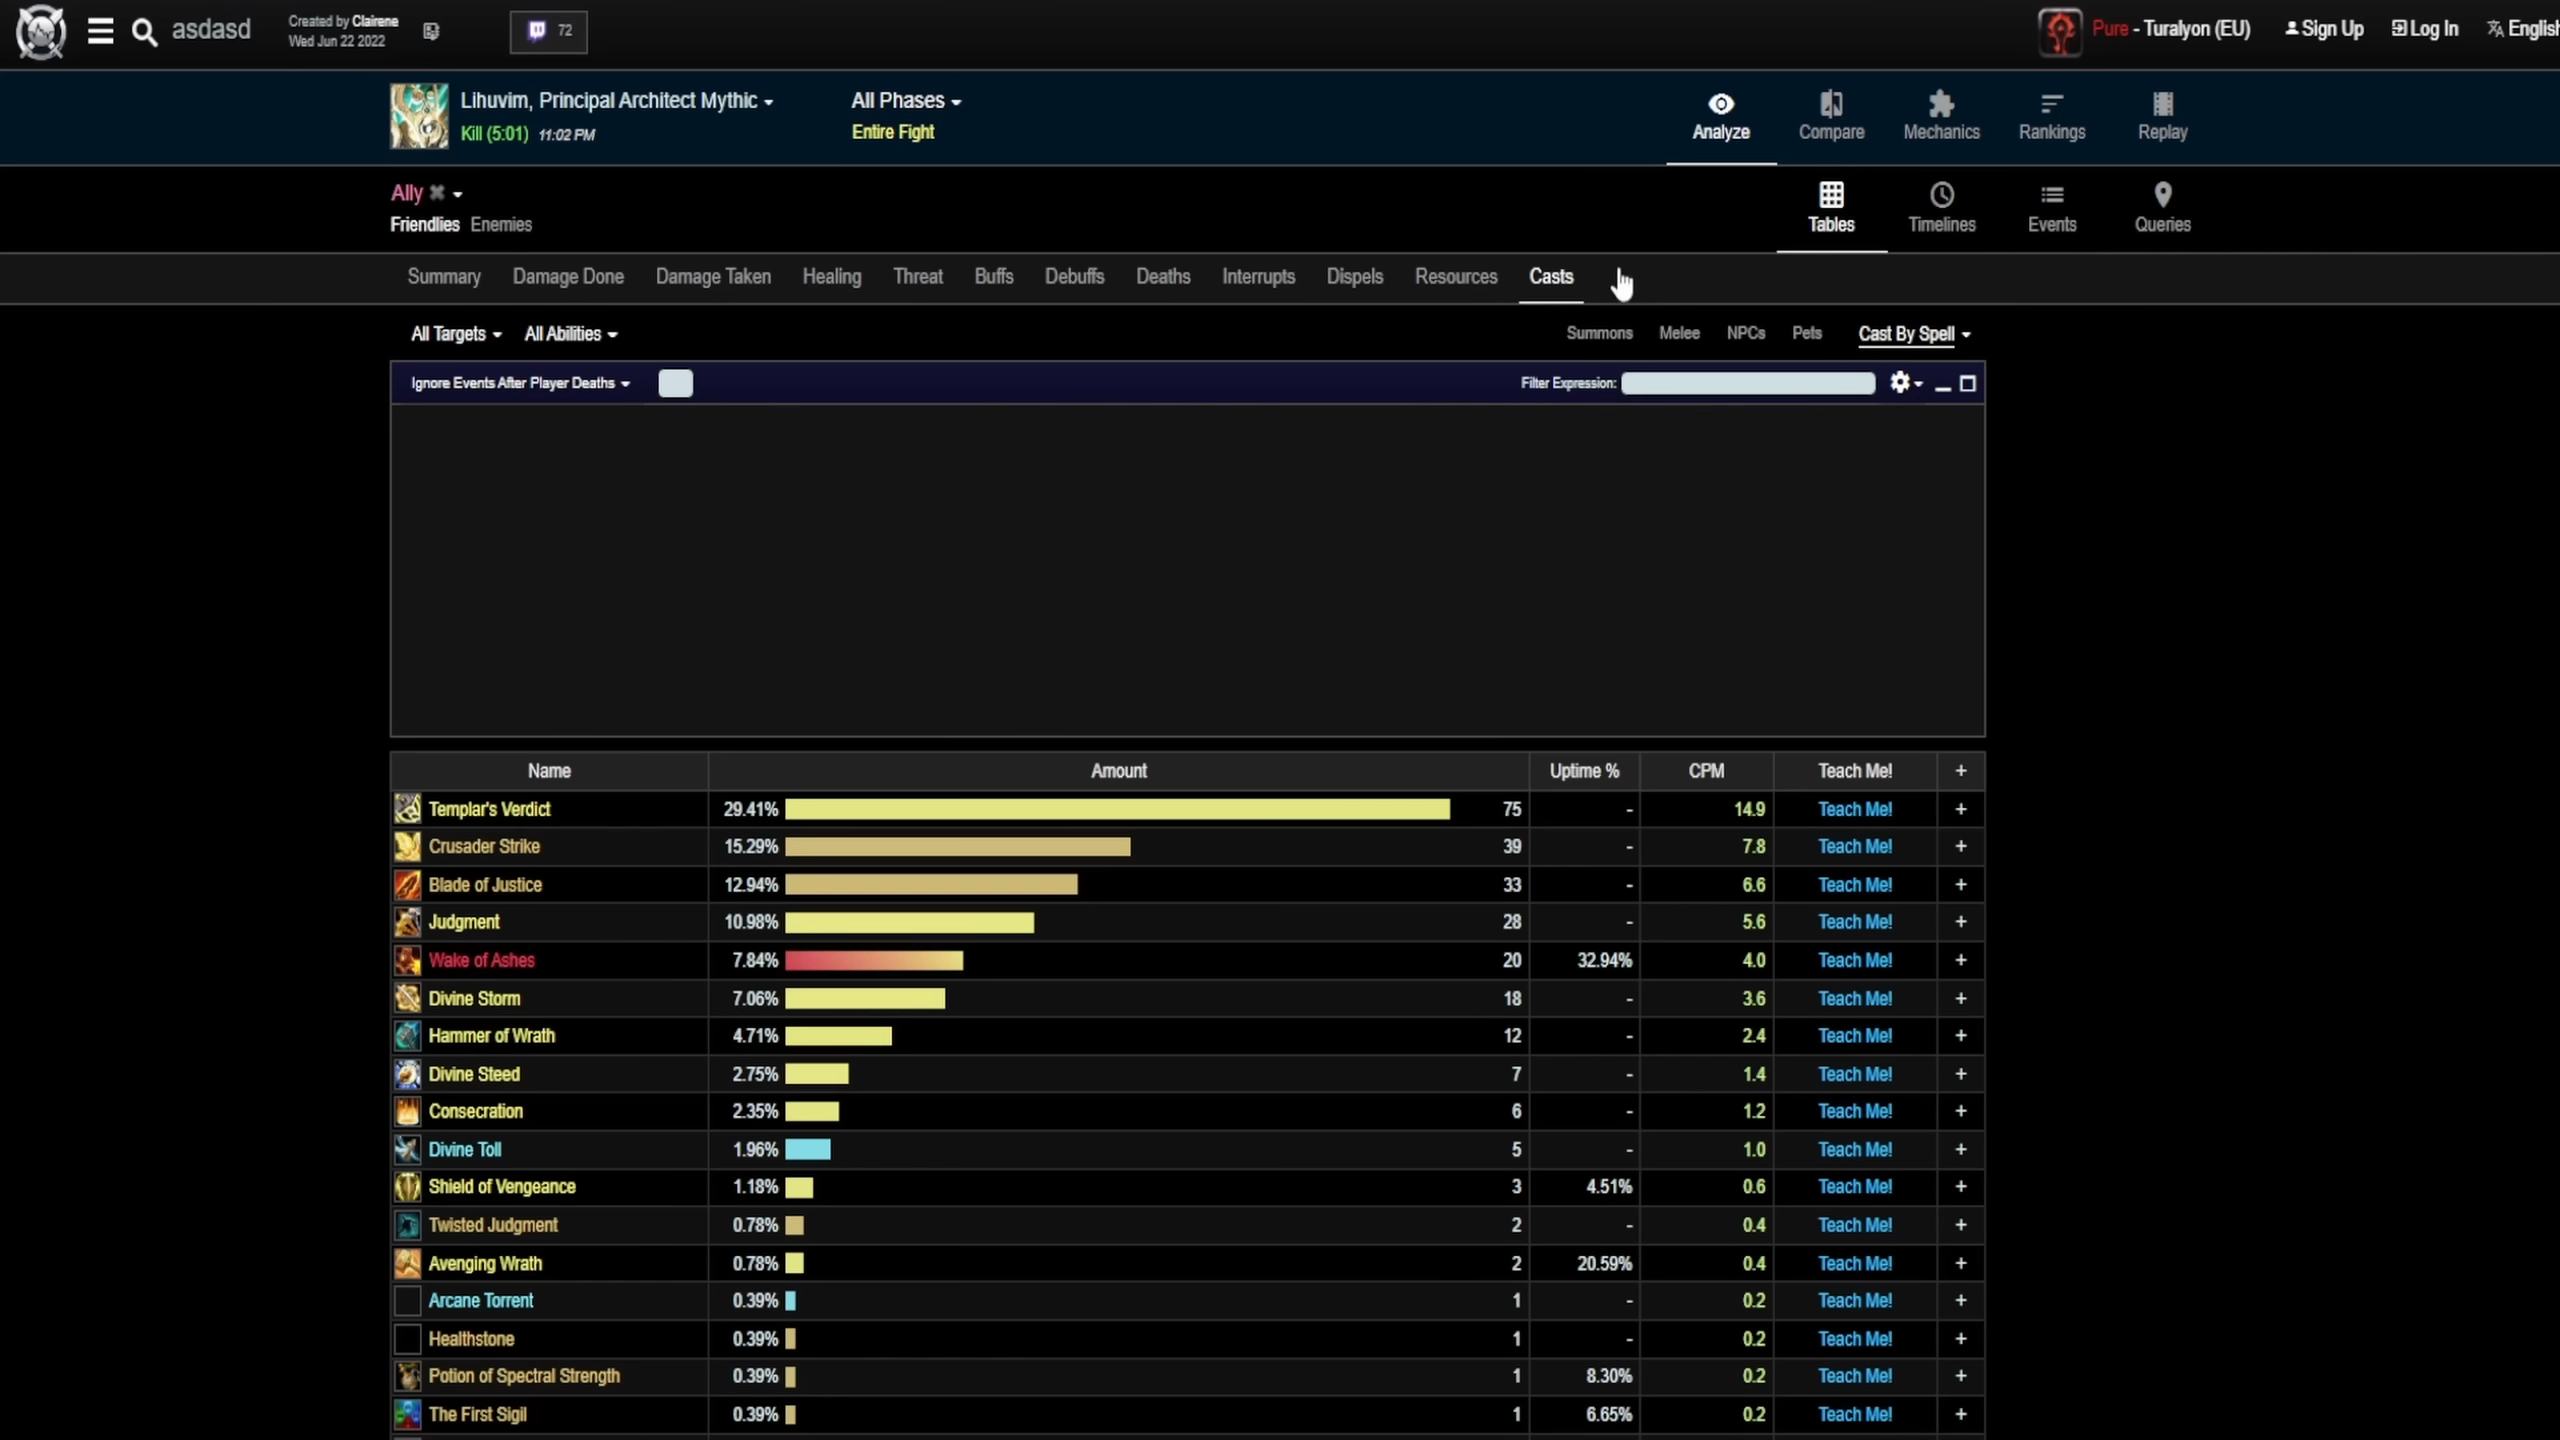 asdasd
Created by Clairene
Wed Jun 22 2022
72
Pure - Turalyon (EU)
Sign Up
Log In
English
Lihuvim, Principal Architect Mythic
Kill (5:01) 11:02 PM
All Phases
Entire Fight
Analyze
Compare
Mechanics
Rankings
Replay
Ally
Friendlies Enemies
Tables
Timelines
Events
Queries
Summary Damage Done Damage Taken Healing Threat Buffs Debuffs Deaths Interrupts Dispels Resources Casts
All Targets All Abilities
Summons Melee NPCs Pets Cast By Spell
Ignore Events After Player Deaths
Filter Expression:
Name Amount Uptime % CPM Teach Me! +
Templar's Verdict 29.41% 75 - 14.9 Teach Me! +
Crusader Strike 15.29% 39 - 7.8 Teach Me! +
Blade of Justice 12.94% 33 - 6.6 Teach Me! +
Judgment 10.98% 28 - 5.6 Teach Me! +
Wake of Ashes 7.84% 20 32.94% 4.0 Teach Me! +
Divine Storm 7.06% 18 - 3.6 Teach Me! +
Hammer of Wrath 4.71% 12 - 2.4 Teach Me! +
Divine Steed 2.75% 7 - 1.4 Teach Me! +
Consecration 2.35% 6 - 1.2 Teach Me! +
Divine Toll 1.96% 5 - 1.0 Teach Me! +
Shield of Vengeance 1.18% 3 4.51% 0.6 Teach Me! +
Twisted Judgment 0.78% 2 - 0.4 Teach Me! +
Avenging Wrath 0.78% 2 20.59% 0.4 Teach Me! +
Arcane Torrent 0.39% 1 - 0.2 Teach Me! +
Healthstone 0.39% 1 - 0.2 Teach Me! +
Potion of Spectral Strength 0.39% 1 8.30% 0.2 Teach Me! +
The First Sigil 0.39% 1 6.65% 0.2 Teach Me! +